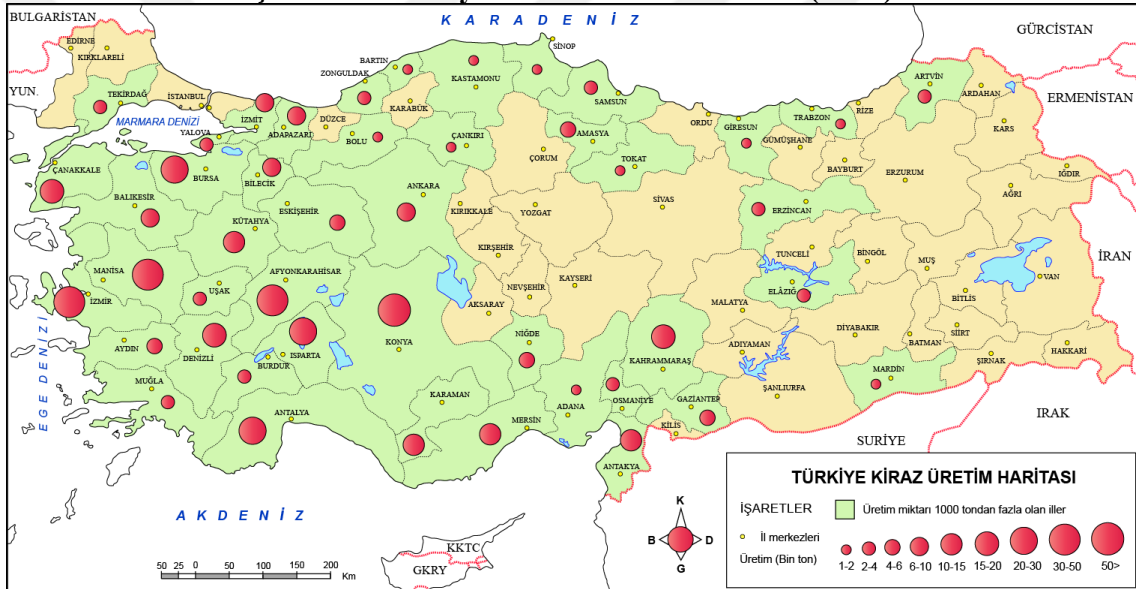 BULGARİSTAN
K A R A D E N İ Z
GÜRCİSTAN
EDİRNE
KIRKLARELİ
SİNOP
BARTIN
ZONGULDAK
KASTAMONU
ARTVİN
YUN.
TEKİRDAĞ
İSTANBUL
KARABÜK
SAMSUN
ARDAHAN
ERMENİSTAN
MARMARA DENİZİ
İZMİT
DÜZCE
ORDU
GİRESUN
TRABZON
RİZE
KARS
YALOVA
ADAPAZARI
BOLU
ÇANKIRI
AMASYA
GÜMÜŞHANE
ÇORUM
BAYBURT
ÇANAKKALE
BURSA
BİLECİK
TOKAT
ERZURUM
IĞDIR
BALIKESİR
ANKARA
AĞRI
ESKİŞEHİR
KIRIKKALE
YOZGAT
SİVAS
ERZİNCAN
KÜTAHYA
KIRŞEHİR
TUNCELİ
BİNGÖL
MUŞ
İRAN
MANİSA
AFYONKARAHİSAR
KAYSERİ
VAN
UŞAK
NEVŞEHİR
ELÂZIĞ
BİTLİS
İZMİR
AKSARAY
MALATYA
E G E D E N İ Z İ
NİĞDE
DİYABAKIR
SİİRT
AYDIN
DENİZLİ
ISPARTA
KONYA
BATMAN
BURDUR
KAHRAMMARAŞ
ADIYAMAN
ŞIRNAK
HAKKARİ
MARDİN
MUĞLA
ŞANLIURFA
KARAMAN
ADANA
OSMANİYE
GAZİANTEP
ANTALYA
MERSİN
KİLİS
IRAK
SURİYE
ANTAKYA
A K D E N İ Z
K
B
D
G
KKTC
GKRY
50 25 0 50 100 150 200
Km
TÜRKİYE KİRAZ ÜRETİM HARİTASI
İŞARETLER
Üretim miktarı 1000 tondan fazla olan iller
İl merkezleri
Üretim (Bin ton)
1-2 2-4 4-6 6-10 10-15 15-20 20-30 30-50 50>